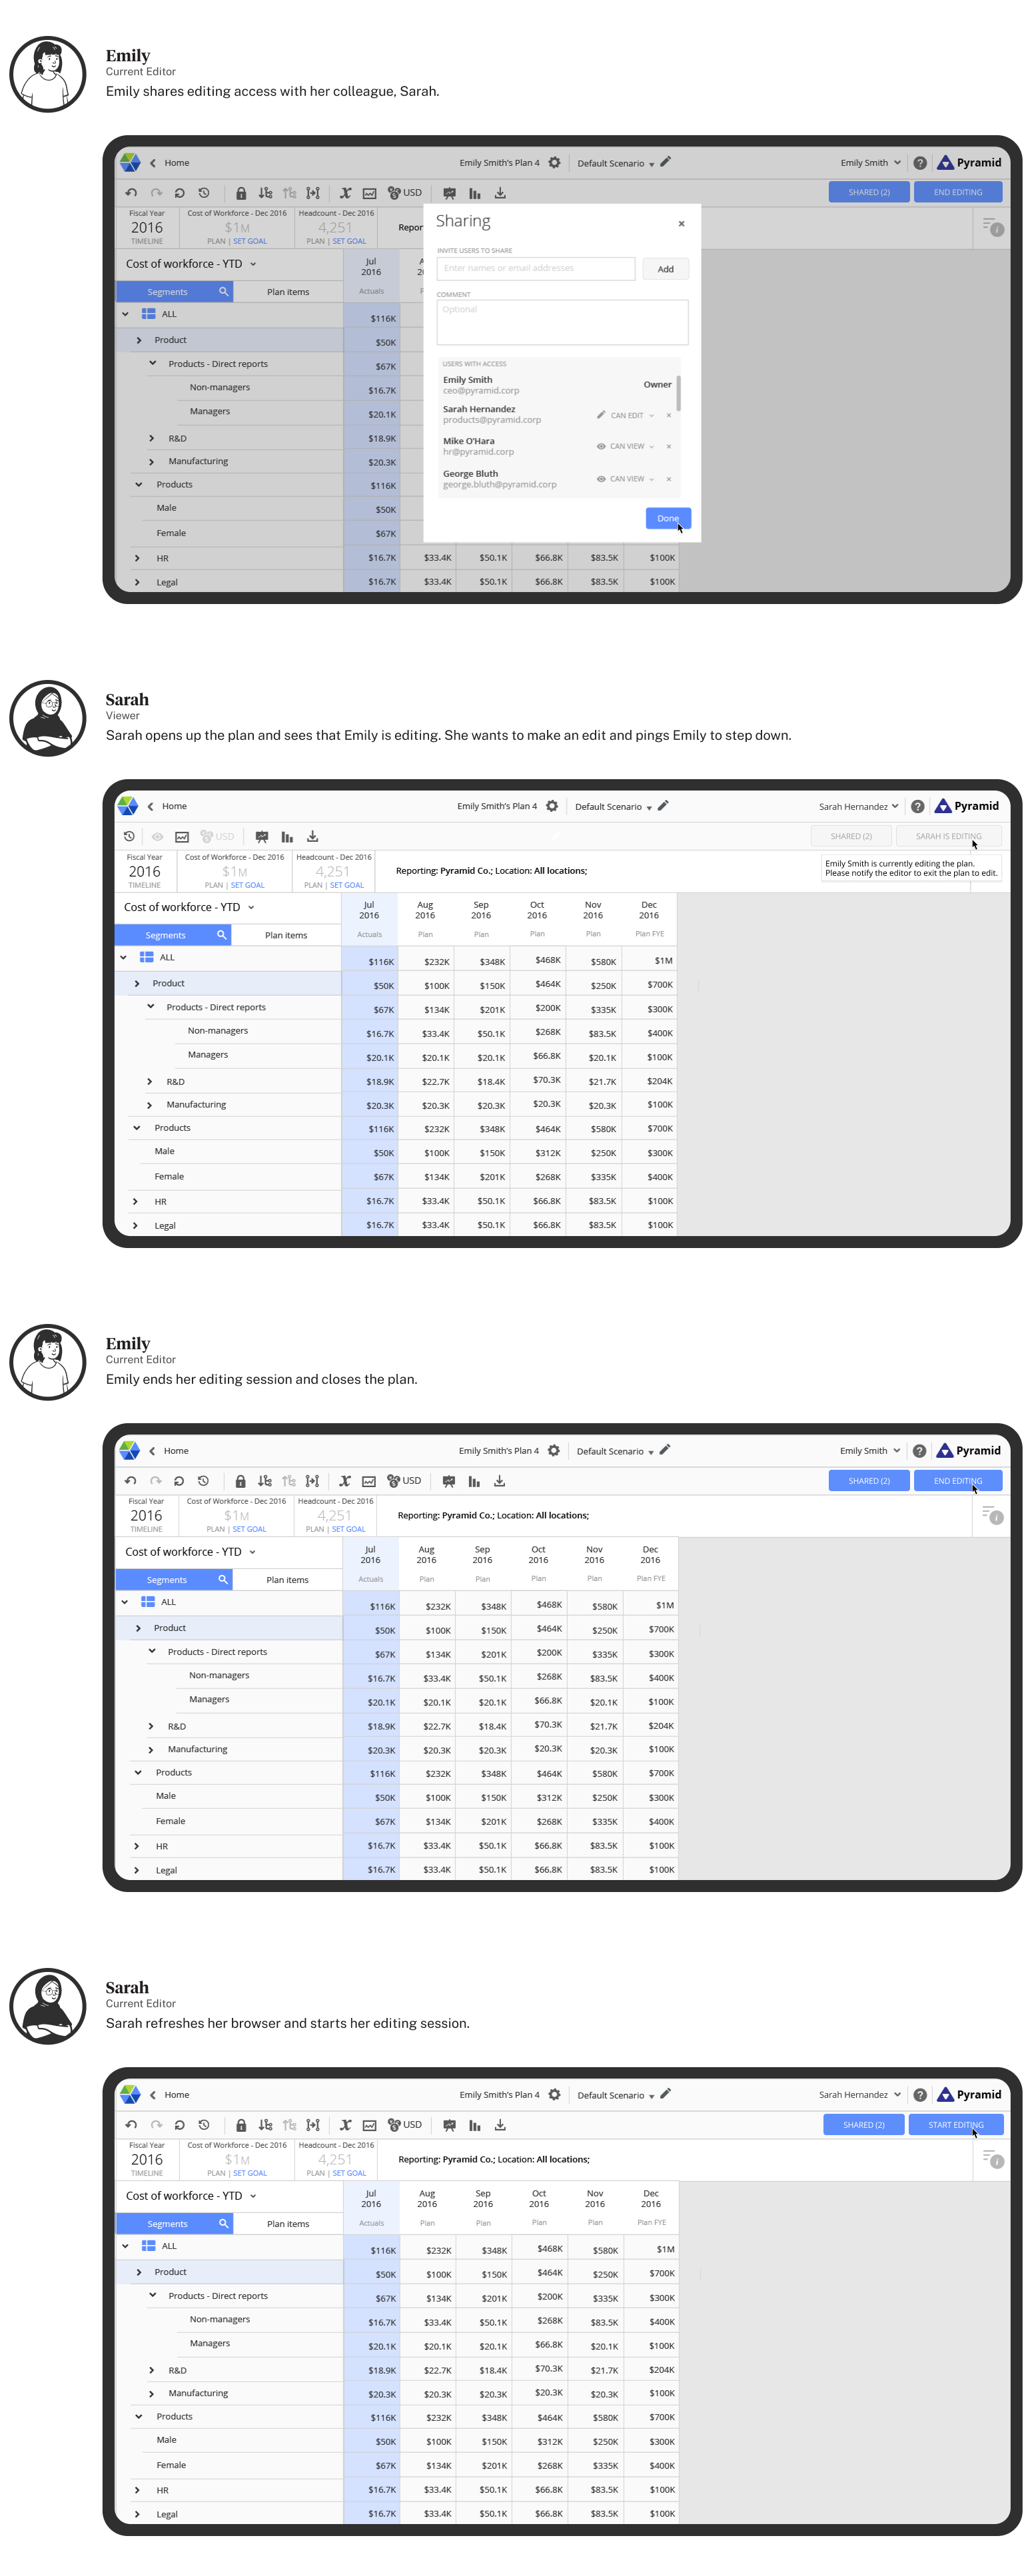 Emily
Current Editor
Emily shares editing access with her colleague, Sarah.
Home Emily Smith's Plan 4 Default Scenario Emily Smith ? Pyramid
USD SHARED (2) END EDITING
Fiscal Year Cost of Workforce - Dec 2016 Headcount - Dec 2016
2016 $1M 4,251 Repor
TIMELINE PLAN | SET GOAL PLAN | SET GOAL
Cost of workforce - YTD Jul A
2016 2
Segments Plan items Actuals P
ALL $116K
Product $50K
Products - Direct reports $67K
Non-managers $16.7K
Managers $20.1K
R&D $18.9K
Manufacturing $20.3K
Products $116K
Male $50K
Female $67K
HR $16.7K $33.4K $50.1K $66.8K $83.5K $100K
Legal $16.7K $33.4K $50.1K $66.8K $83.5K $100K
Sharing
INVITE USERS TO SHARE
Enter names or email addresses Add
COMMENT
Optional
USERS WITH ACCESS
Emily Smith Owner
ceo@pyramid.corp
Sarah Hernandez CAN EDIT
products@pyramid.corp
Mike O'Hara CAN VIEW
hr@pyramid.corp
George Bluth CAN VIEW
george.bluth@pyramid.corp
Done
Sarah
Viewer
Sarah opens up the plan and sees that Emily is editing. She wants to make an edit and pings Emily to step down.
Home Emily Smith's Plan 4 Default Scenario Sarah Hernandez ? Pyramid
USD SHARED (2) SARAH IS EDITING
Fiscal Year Cost of Workforce - Dec 2016 Headcount - Dec 2016
2016 $1M 4,251 Reporting: Pyramid Co.; Location: All locations;
TIMELINE PLAN | SET GOAL PLAN | SET GOAL
Emily Smith is currently editing the plan.
Please notify the editor to exit the plan to edit.
Cost of workforce - YTD Jul Aug Sep Oct Nov Dec
2016 2016 2016 2016 2016 2016
Segments Plan items Actuals Plan Plan Plan Plan Plan FYE
ALL $116K $232K $348K $468K $580K $1M
Product $50K $100K $150K $464K $250K $700K
Products - Direct reports $67K $134K $201K $200K $335K $300K
Non-managers $16.7K $33.4K $50.1K $268K $83.5K $400K
Managers $20.1K $20.1K $20.1K $66.8K $20.1K $100K
R&D $18.9K $22.7K $18.4K $70.3K $21.7K $204K
Manufacturing $20.3K $20.3K $20.3K $20.3K $20.3K $100K
Products $116K $232K $348K $464K $580K $700K
Male $50K $100K $150K $312K $250K $300K
Female $67K $134K $201K $268K $335K $400K
HR $16.7K $33.4K $50.1K $66.8K $83.5K $100K
Legal $16.7K $33.4K $50.1K $66.8K $83.5K $100K
Emily
Current Editor
Emily ends her editing session and closes the plan.
Home Emily Smith's Plan 4 Default Scenario Emily Smith ? Pyramid
USD SHARED (2) END EDITING
Fiscal Year Cost of Workforce - Dec 2016 Headcount - Dec 2016
2016 $1M 4,251 Reporting: Pyramid Co.; Location: All locations;
TIMELINE PLAN | SET GOAL PLAN | SET GOAL
Cost of workforce - YTD Jul Aug Sep Oct Nov Dec
2016 2016 2016 2016 2016 2016
Segments Plan items Actuals Plan Plan Plan Plan Plan FYE
ALL $116K $232K $348K $468K $580K $1M
Product $50K $100K $150K $464K $250K $700K
Products - Direct reports $67K $134K $201K $200K $335K $300K
Non-managers $16.7K $33.4K $50.1K $268K $83.5K $400K
Managers $20.1K $20.1K $20.1K $66.8K $20.1K $100K
R&D $18.9K $22.7K $18.4K $70.3K $21.7K $204K
Manufacturing $20.3K $20.3K $20.3K $20.3K $20.3K $100K
Products $116K $232K $348K $464K $580K $700K
Male $50K $100K $150K $312K $250K $300K
Female $67K $134K $201K $268K $335K $400K
HR $16.7K $33.4K $50.1K $66.8K $83.5K $100K
Legal $16.7K $33.4K $50.1K $66.8K $83.5K $100K
Sarah
Current Editor
Sarah refreshes her browser and starts her editing session.
Home Emily Smith's Plan 4 Default Scenario Sarah Hernandez ? Pyramid
USD SHARED (2) START EDITING
Fiscal Year Cost of Workforce - Dec 2016 Headcount - Dec 2016
2016 $1M 4,251 Reporting: Pyramid Co.; Location: All locations;
TIMELINE PLAN | SET GOAL PLAN | SET GOAL
Cost of workforce - YTD Jul Aug Sep Oct Nov Dec
2016 2016 2016 2016 2016 2016
Segments Plan items Actuals Plan Plan Plan Plan Plan FYE
ALL $116K $232K $348K $468K $580K $1M
Product $50K $100K $150K $464K $250K $700K
Products - Direct reports $67K $134K $201K $200K $335K $300K
Non-managers $16.7K $33.4K $50.1K $268K $83.5K $400K
Managers $20.1K $20.1K $20.1K $66.8K $20.1K $100K
R&D $18.9K $22.7K $18.4K $70.3K $21.7K $204K
Manufacturing $20.3K $20.3K $20.3K $20.3K $20.3K $100K
Products $116K $232K $348K $464K $580K $700K
Male $50K $100K $150K $312K $250K $300K
Female $67K $134K $201K $268K $335K $400K
HR $16.7K $33.4K $50.1K $66.8K $83.5K $100K
Legal $16.7K $33.4K $50.1K $66.8K $83.5K $100K